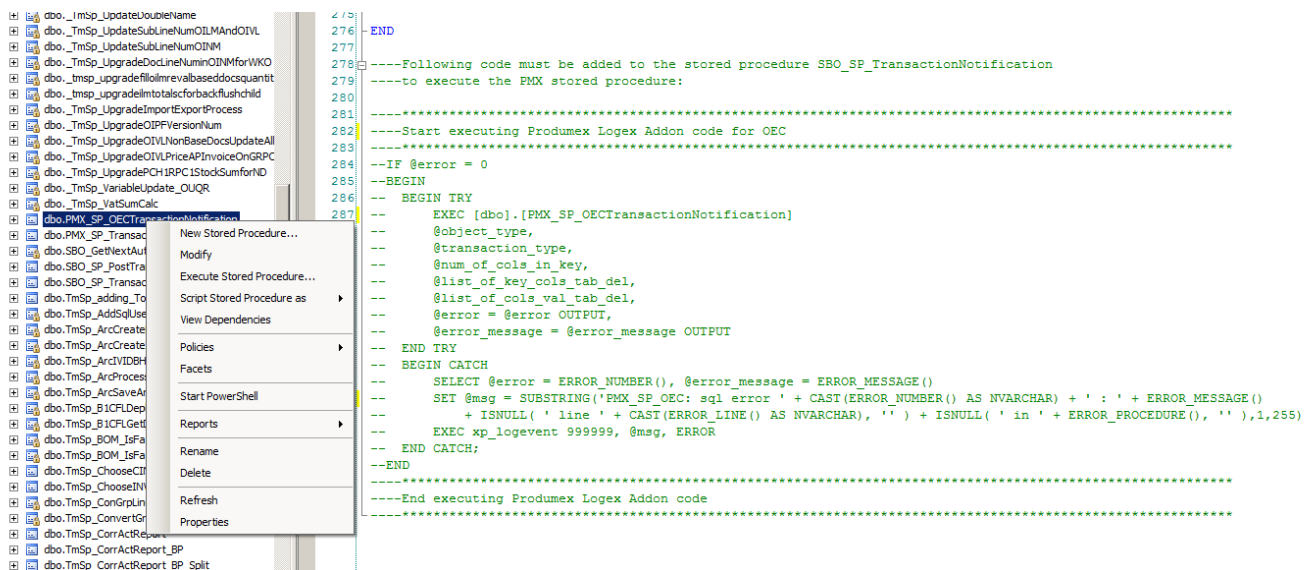 dbo._TmSp_UpdateDoubleName
dbo._TmSp_UpdateSubLineNumOILMAndOIVL
dbo._TmSp_UpdateSubLineNumOINM
dbo._TmSp_UpgradeDocLineNuminOINMforWKO
dbo._tmsp_upgradefilloilmrevalbaseddocsquantit
dbo._tmsp_upgradeilmtotalscforbackflushchild
dbo._TmSp_UpgradeImportExportProcess
dbo._TmSp_UpgradeOIPFVersionNum
dbo._TmSp_UpgradeOIVLNonBaseDocsUpdateAll
dbo._TmSp_UpgradeOIVLPriceAPInvoiceOnGRPC
dbo._TmSp_UpgradePCH1RPC1StockSumforND
dbo._TmSp_VariableUpdate_OUQR
dbo._TmSp_VatSumCalc
dbo.PMX_SP_OECTransactionNotification
dbo.PMX_SP_Transac
dbo.SBO_GetNextAut
dbo.SBO_SP_PostTra
dbo.SBO_SP_Transac
dbo.TmSp_adding_To
dbo.TmSp_AddSqlUse
dbo.TmSp_ArcCreate
dbo.TmSp_ArcCreate
dbo.TmSp_ArcIVIDBH
dbo.TmSp_ArcProces
dbo.TmSp_ArcSaveAr
dbo.TmSp_B1CFLDep
dbo.TmSp_B1CFLGetD
dbo.TmSp_BOM_IsFa
dbo.TmSp_BOM_IsFa
dbo.TmSp_ChooseCIN
dbo.TmSp_ChooseINV
dbo.TmSp_ConGrpLin
dbo.TmSp_ConvertGr
dbo.TmSp_CorrActReport
dbo.TmSp_CorrActReport_BP
dbo.TmSp_CorrActReport_BP_Split
New Stored Procedure...
Modify
Execute Stored Procedure...
Script Stored Procedure as
View Dependencies
Policies
Facets
Start PowerShell
Reports
Rename
Delete
Refresh
Properties
275
276 END
277
278 ----Following code must be added to the stored procedure SBO_SP_TransactionNotification
279 ----to execute the PMX stored procedure:
280
281 ----***********************************************************************************************
282 ----Start executing Produmex Logex Addon code for OEC
283 ----***********************************************************************************************
284 --IF @error = 0
285 --BEGIN
286 -- BEGIN TRY
287 -- EXEC [dbo].[PMX_SP_OECTransactionNotification]
-- @object_type,
-- @transaction_type,
-- @num_of_cols_in_key,
-- @list_of_key_cols_tab_del,
-- @list_of_cols_val_tab_del,
-- @error = @error OUTPUT,
-- @error_message = @error_message OUTPUT
-- END TRY
-- BEGIN CATCH
-- SELECT @error = ERROR_NUMBER(), @error_message = ERROR_MESSAGE()
-- SET @msg = SUBSTRING('PMX_SP_OEC: sql error ' + CAST(ERROR_NUMBER() AS NVARCHAR) + ' : ' + ERROR_MESSAGE()
-- + ISNULL( ' line ' + CAST(ERROR_LINE() AS NVARCHAR), '' ) + ISNULL( ' in ' + ERROR_PROCEDURE(), '' ),1,255)
-- EXEC xp_logevent 999999, @msg, ERROR
-- END CATCH;
--END
----***********************************************************************************************
----End executing Produmex Logex Addon code
----***********************************************************************************************